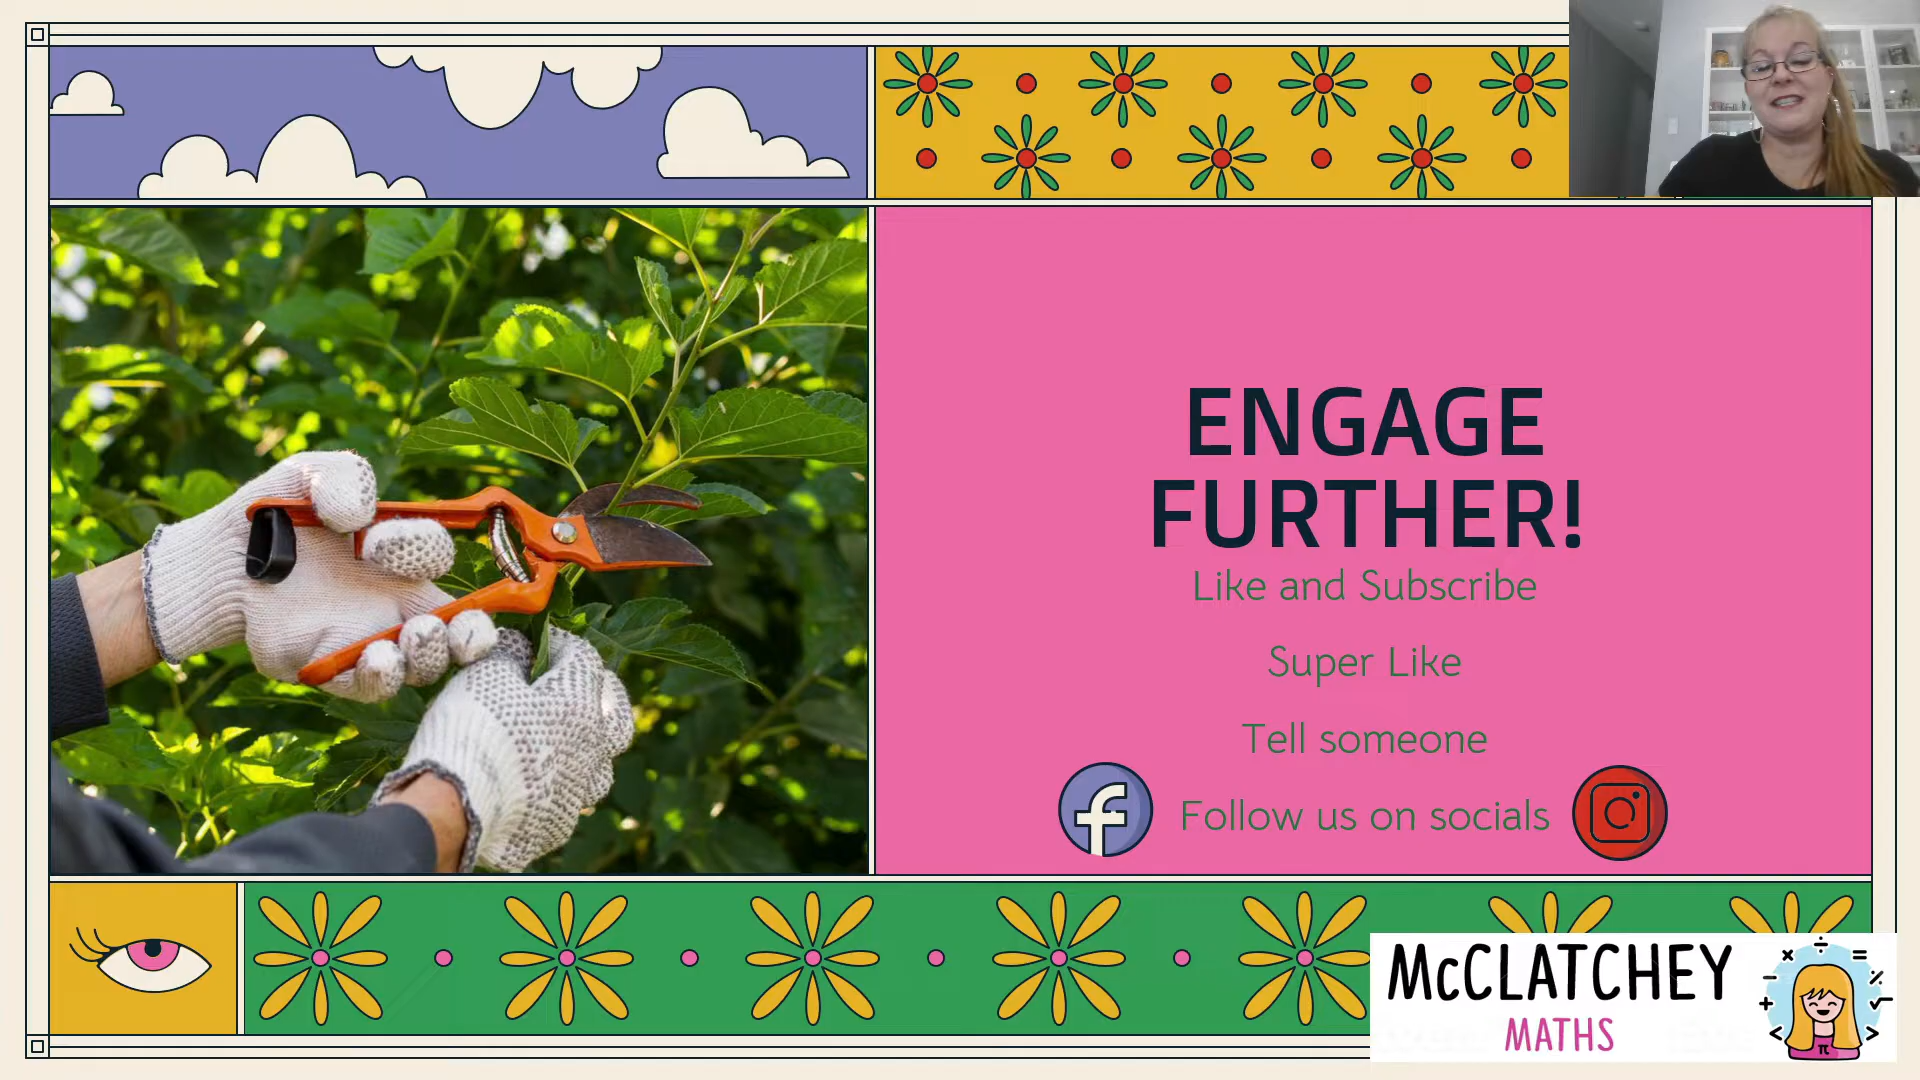 ENGAGE
FURTHER!
Like and Subscribe
Super Like
Tell someone
Follow us on socials
McCLATCHEY
MATHS